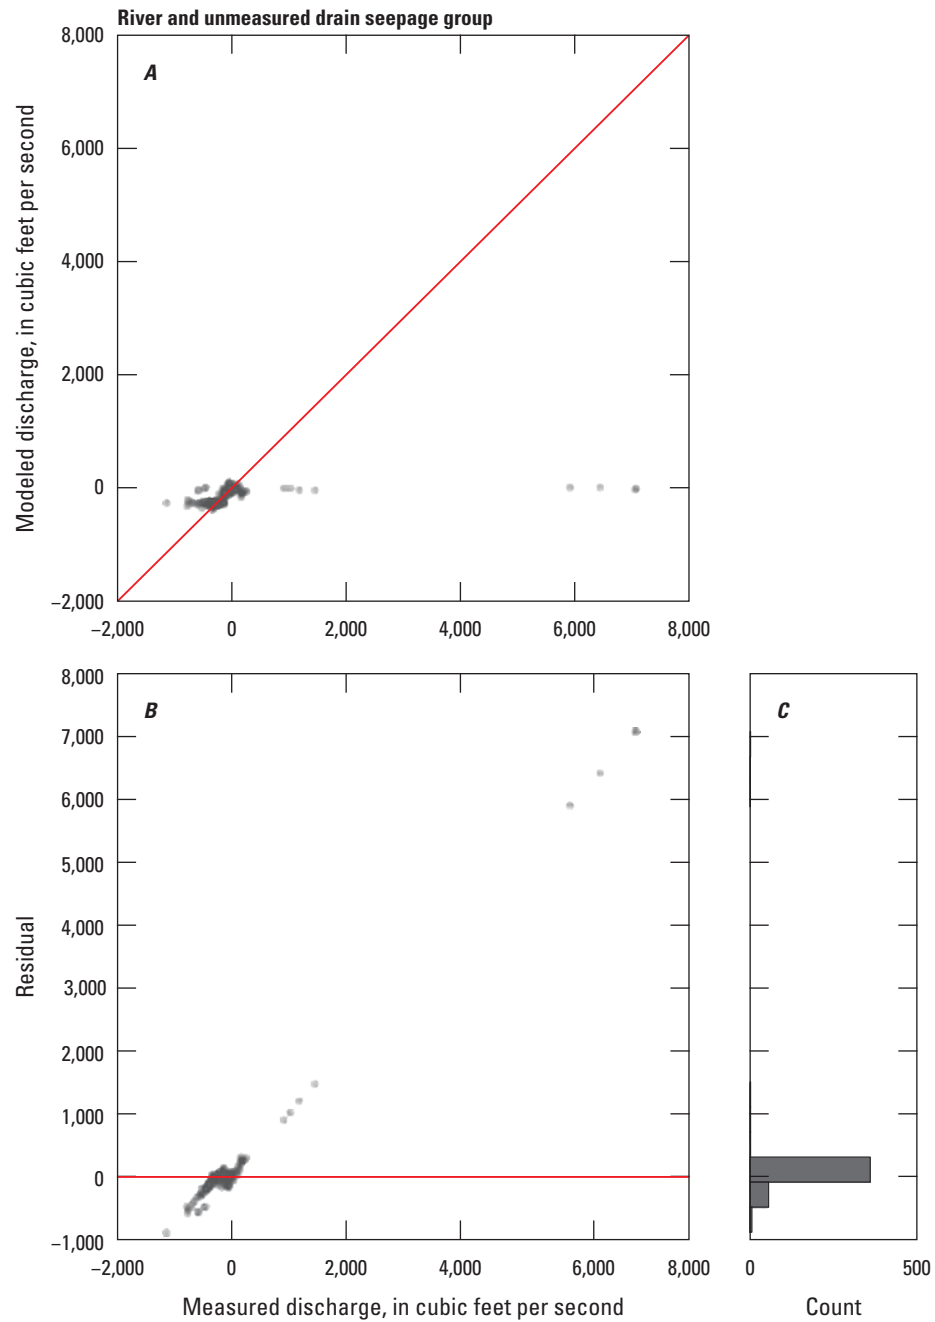 River and unmeasured drain seepage group
8,000
A
6,000
4,000
2,000
0
−2,000
Modeled discharge, in cubic feet per second
−2,000 0 2,000 4,000 6,000 8,000
8,000
B
7,000
6,000
5,000
4,000
3,000
2,000
1,000
0
−1,000
Residual
−2,000 0 2,000 4,000 6,000 8,000
Measured discharge, in cubic feet per second
C
0 500
Count